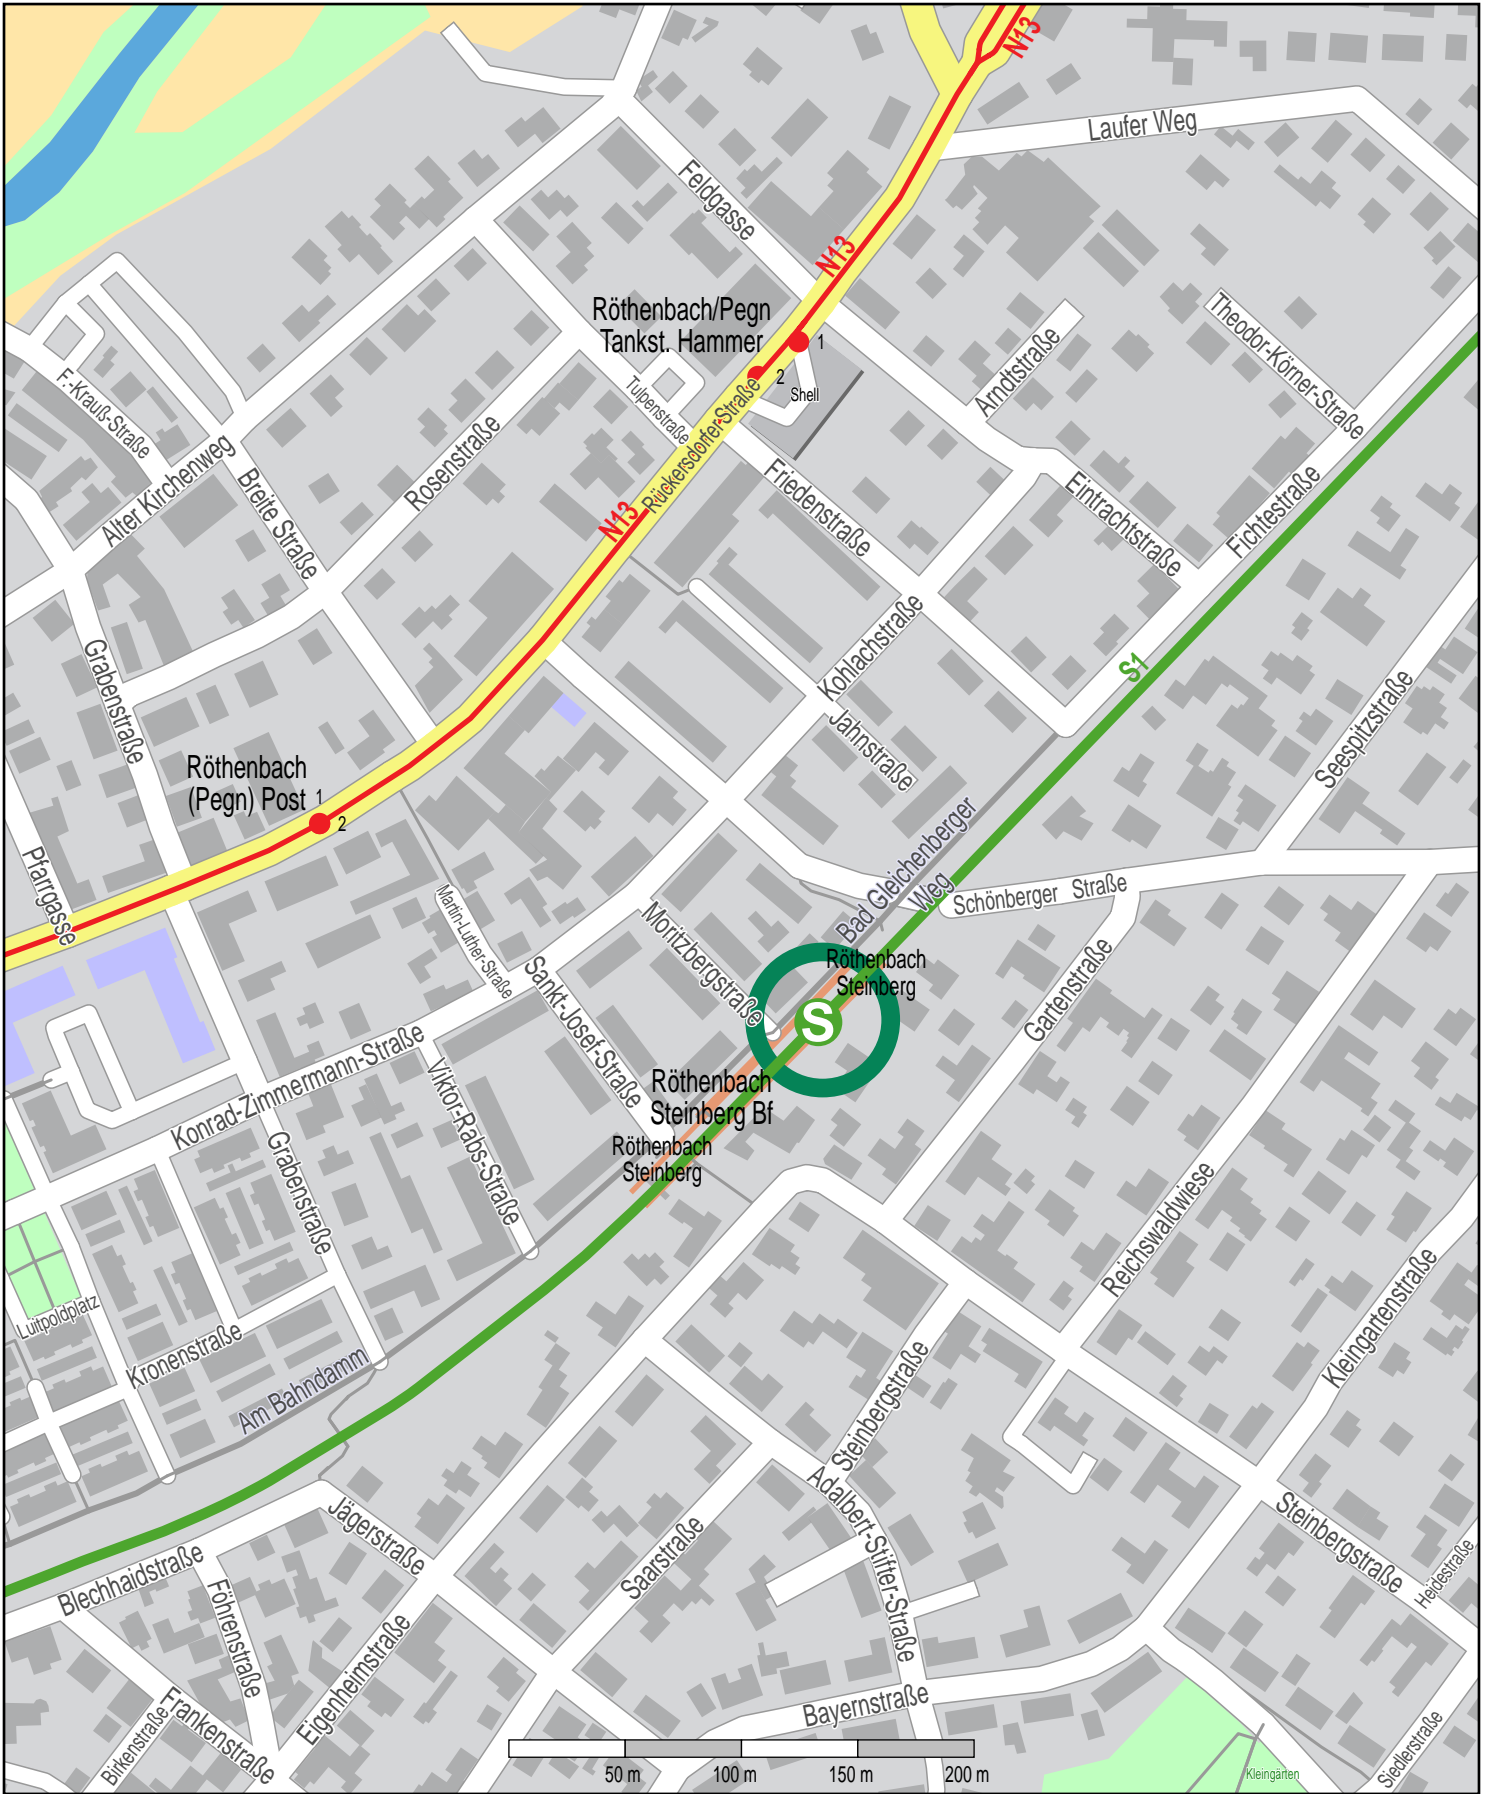 N13
Laufer Weg
Feldgasse
N13
Röthenbach/Pegn
Tankst. Hammer
1
2
Shell
Theodor-Körner-Straße
Arndtstraße
F.-Krauß-Straße
Tulpenstraße
Rückersdorfer Straße
Rosenstraße
Alter Kirchenweg
Breite Straße
N13
Friedenstraße
Eintrachtstraße
Fichtestraße
Kohlachstraße
Grabenstraße
S1
Seespitzstraße
Jahnstraße
Röthenbach
(Pegn) Post
1
2
Pfarrgasse
Bad Gleichenberger
Weg
Schönberger Straße
Martin-Luther-Straße
Moritzbergstraße
Sankt-Josef-Straße
Röthenbach
Steinberg
S
Gartenstraße
Konrad-Zimmermann-Straße
Viktor-Rabs-Straße
Röthenbach
Steinberg Bf
Röthenbach
Steinberg
Grabenstraße
Reichswaldwiese
Kleingartenstraße
Luitpoldplatz
Kronenstraße
Am Bahndamm
Steinbergstraße
Adalbert-Stifter-Straße
Jägerstraße
Saarstraße
Steinbergstraße
Heidestraße
Blechhaidstraße
Föhrenstraße
Eigenheimstraße
Frankenstraße
Birkenstraße
Bayernstraße
Siedlerstraße
Kleingärten
50 m
100 m
150 m
200 m